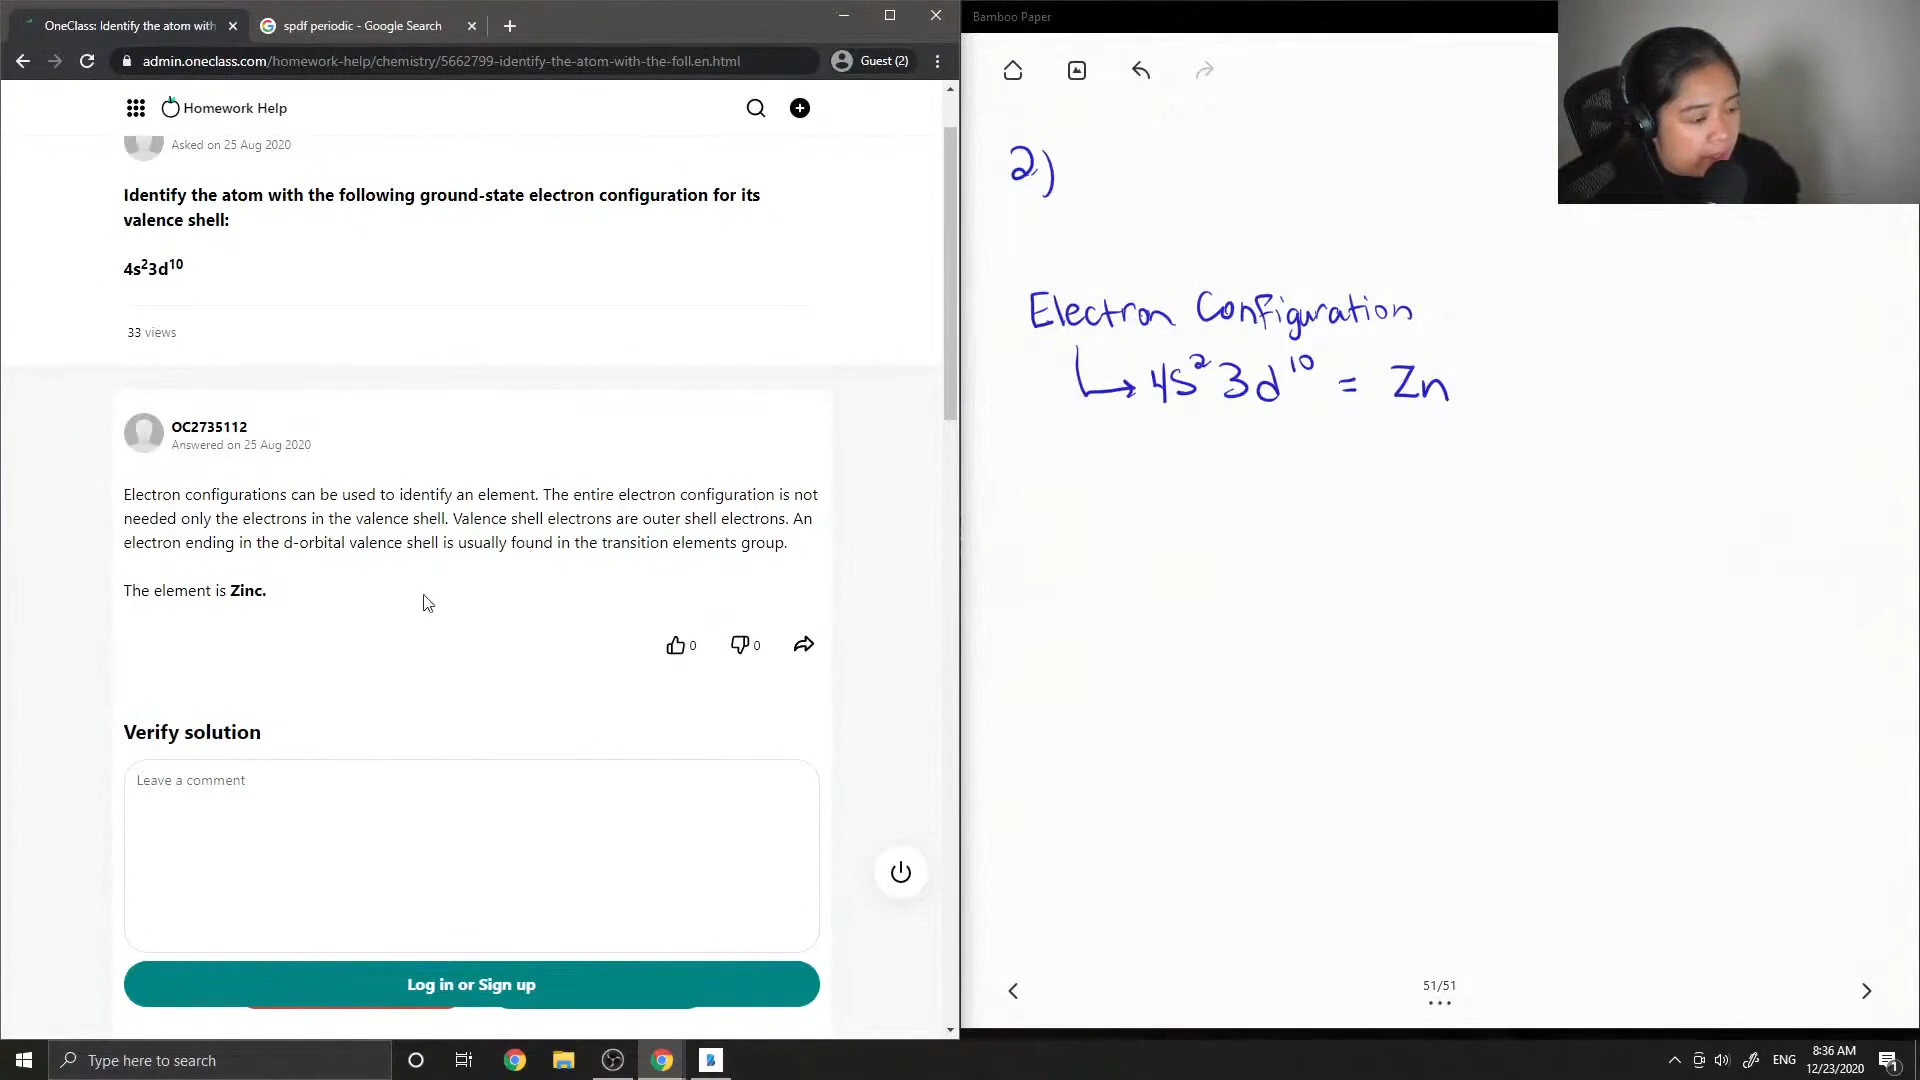 OneClass: Identify the atom with
spdf periodic - Google Search
admin.oneclass.com/homework-help/chemistry/5662799-identify-the-atom-with-the-foll.en.html
Guest (2)
Homework Help
Asked on 25 Aug 2020
Identify the atom with the following ground-state electron configuration for its
valence shell:
4s²3d¹⁰
33 views
OC2735112
Answered on 25 Aug 2020
Electron configurations can be used to identify an element. The entire electron configuration is not
needed only the electrons in the valence shell. Valence shell electrons are outer shell electrons. An
electron ending in the d-orbital valence shell is usually found in the transition elements group.
The element is Zinc.
0
0
Verify solution
Leave a comment
Log in or Sign up
Bamboo Paper
2)
Electron Configuration
4s²3d¹⁰ = Zn
51/51
Type here to search
ENG
8:36 AM
12/23/2020
1